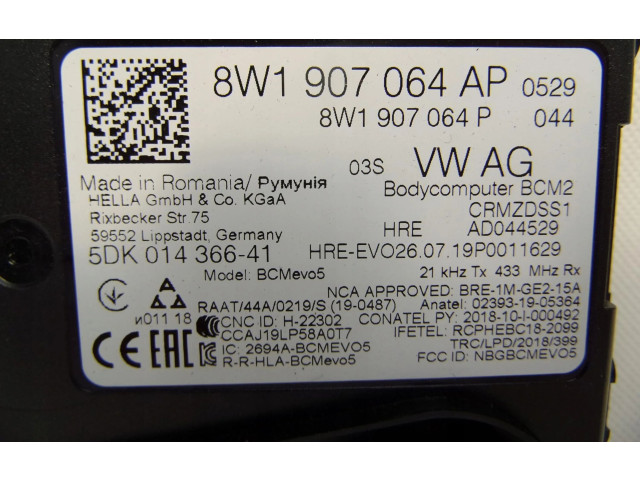 8W1 907 064 AP 0529
8W1 907 064 P 044
03S VW AG
Made in Romania/ Румунія
Bodycomputer BCM2
HELLA GmbH & Co. KGaA
CRMZDSS1
Rixbecker Str.75
HRE AD044529
59552 Lippstadt, Germany
5DK 014 366-41 HRE-EVO26.07.19P0011629
Model: BCMevo5 21 kHz Tx 433 MHz Rx
NCA APPROVED: BRE-1M-GE2-15A
RAAT/44A/0219/S (19-0487) Anatel: 02393-19-05364
и011 18 CNC ID: H-22302 CONATEL PY: 2018-10-I-000492
CCAJ19LP58A0T7 IFETEL: RCPHEBC18-2099
CE EAC IC: 2694A-BCMEVO5 TRC/LPD/2018/399
R-R-HLA-BCMevo5 FCC ID: NBGBCMEVO5